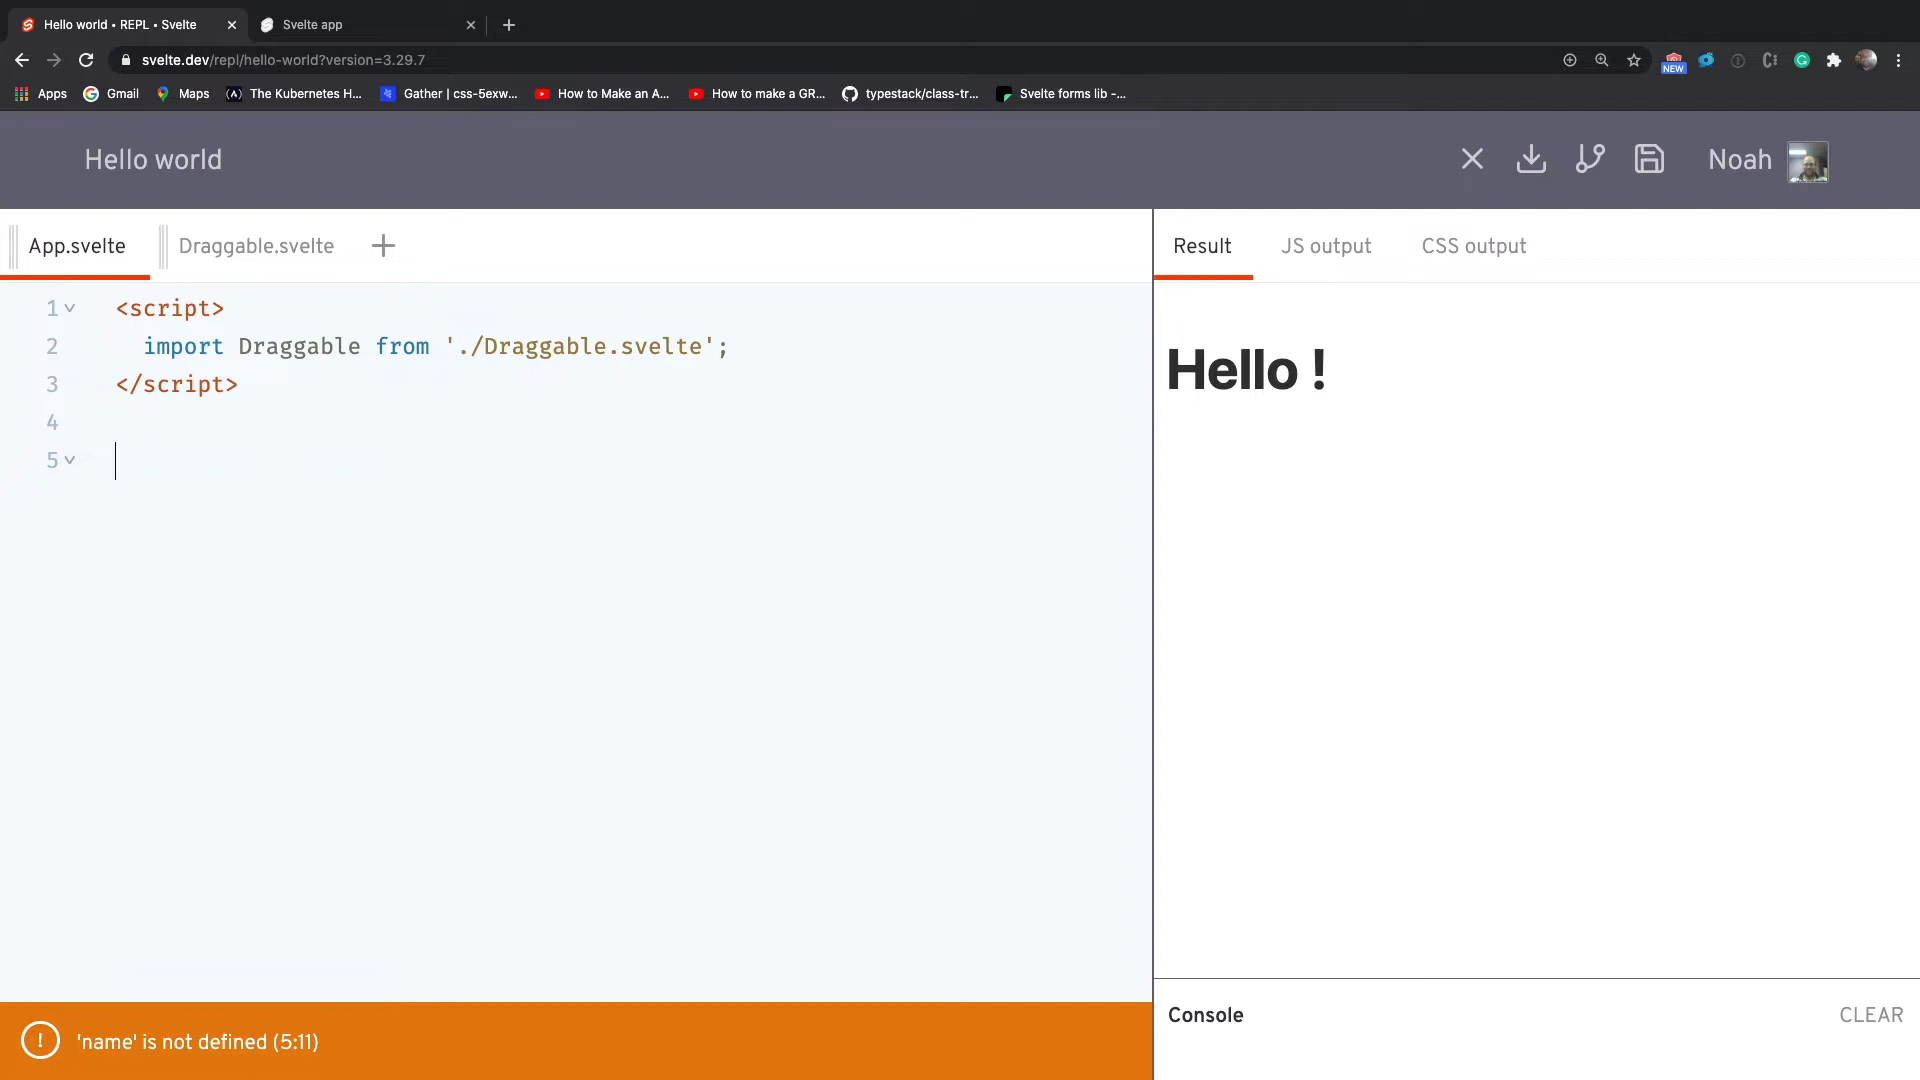 Hello world • REPL • Svelte
Svelte app
svelte.dev/repl/hello-world?version=3.29.7
NEW
Apps
Gmail
Maps
The Kubernetes H...
Gather | css-5exw...
How to Make an A...
How to make a GR...
typestack/class-tr...
Svelte forms lib -...
Hello world
Noah
App.svelte
Draggable.svelte
Result
JS output
CSS output
1 <script>
2 import Draggable from './Draggable.svelte';
3 </script>
4
5
Hello !
'name' is not defined (5:11)
Console
CLEAR